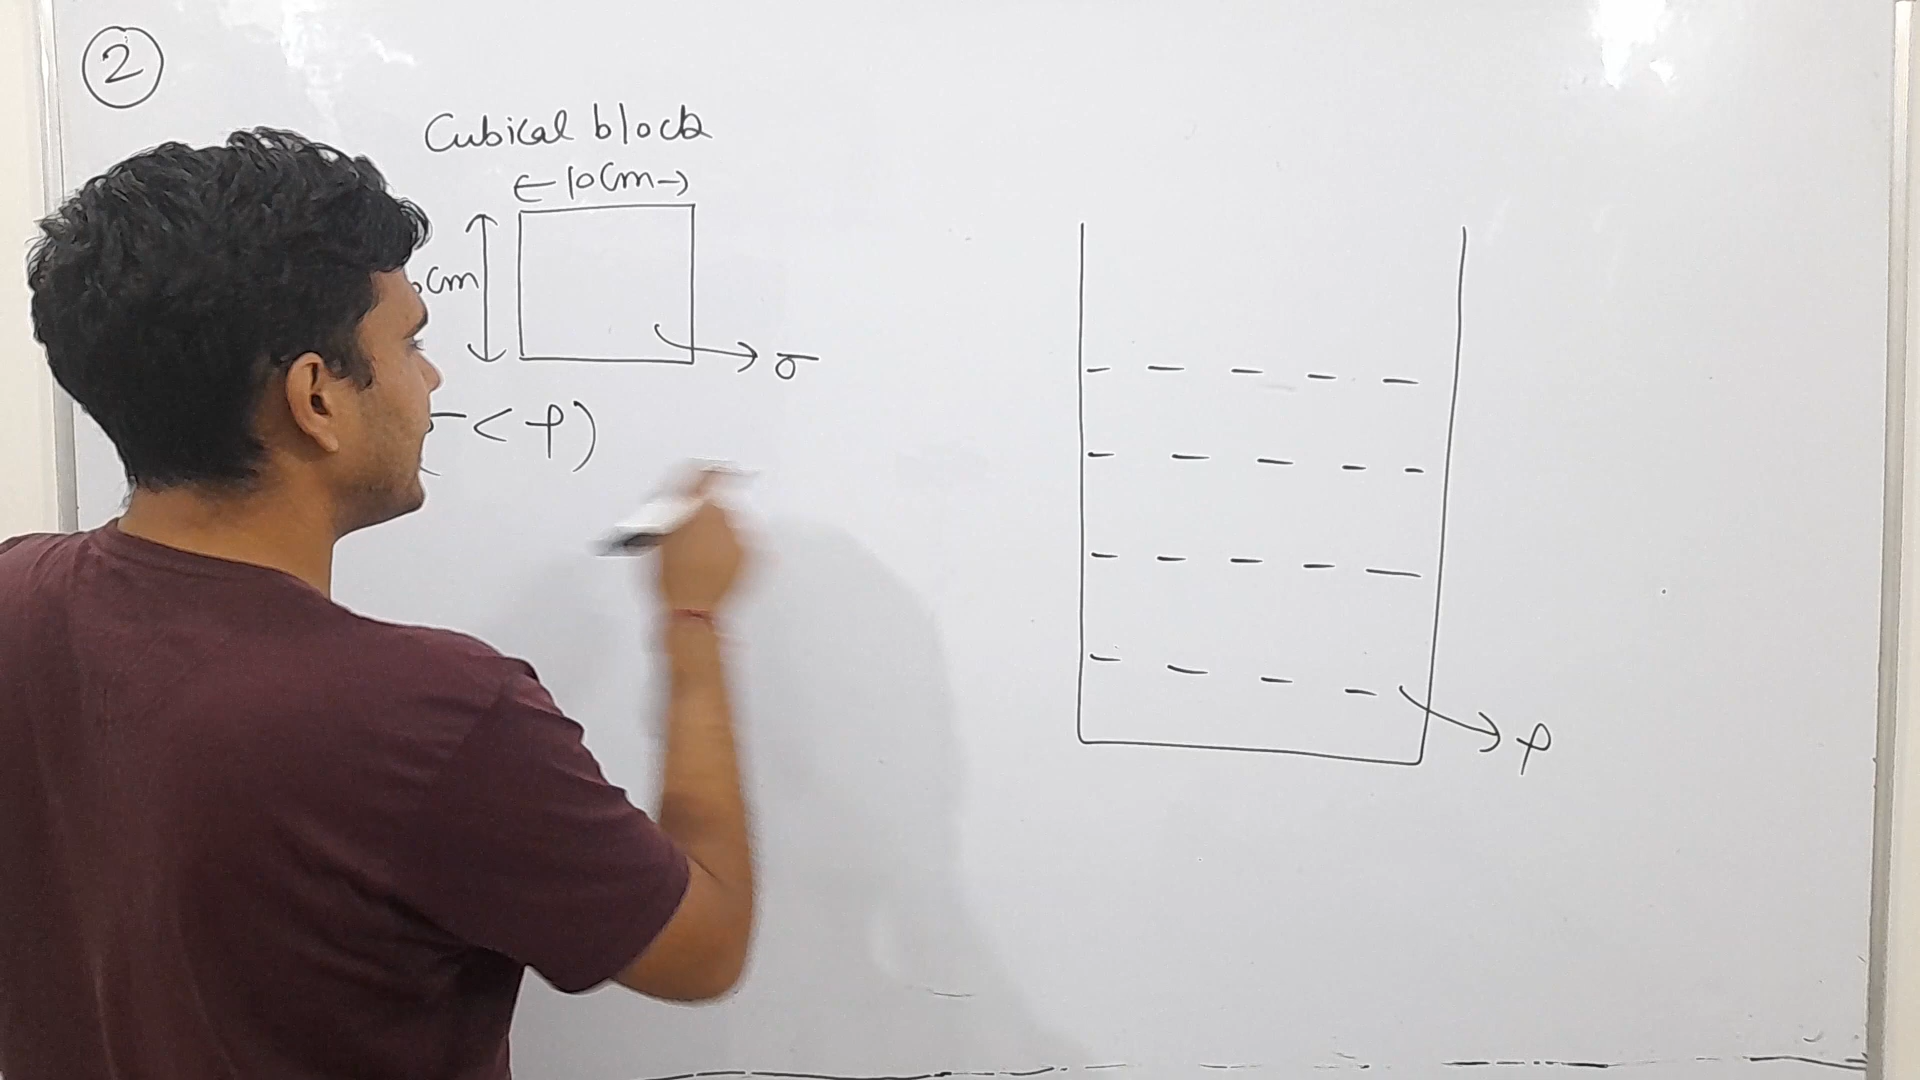 2
Cubical block
10cm
cm
σ
< ρ)
ρ